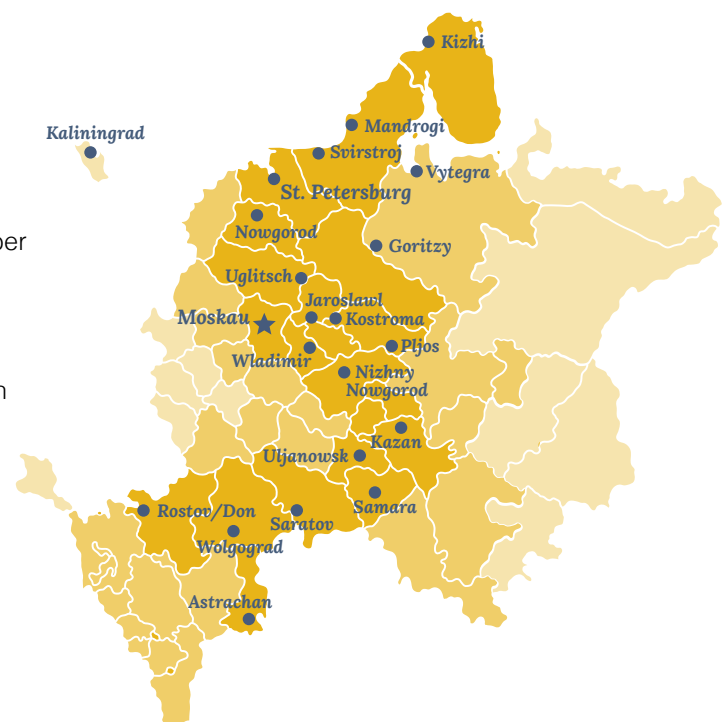 Kizhi
Mandrogi
Kaliningrad
Svirstroj
Vytegra
St. Petersburg
Nowgorod
ber
Goritzy
Uglitsch
Jaroslawl
Moskau
Kostroma
Pljos
Wladimir
Nizhny
Nowgorod
n
Kazan
Uljanowsk
Samara
Rostov/Don
Saratov
Wolgograd
Astrachan